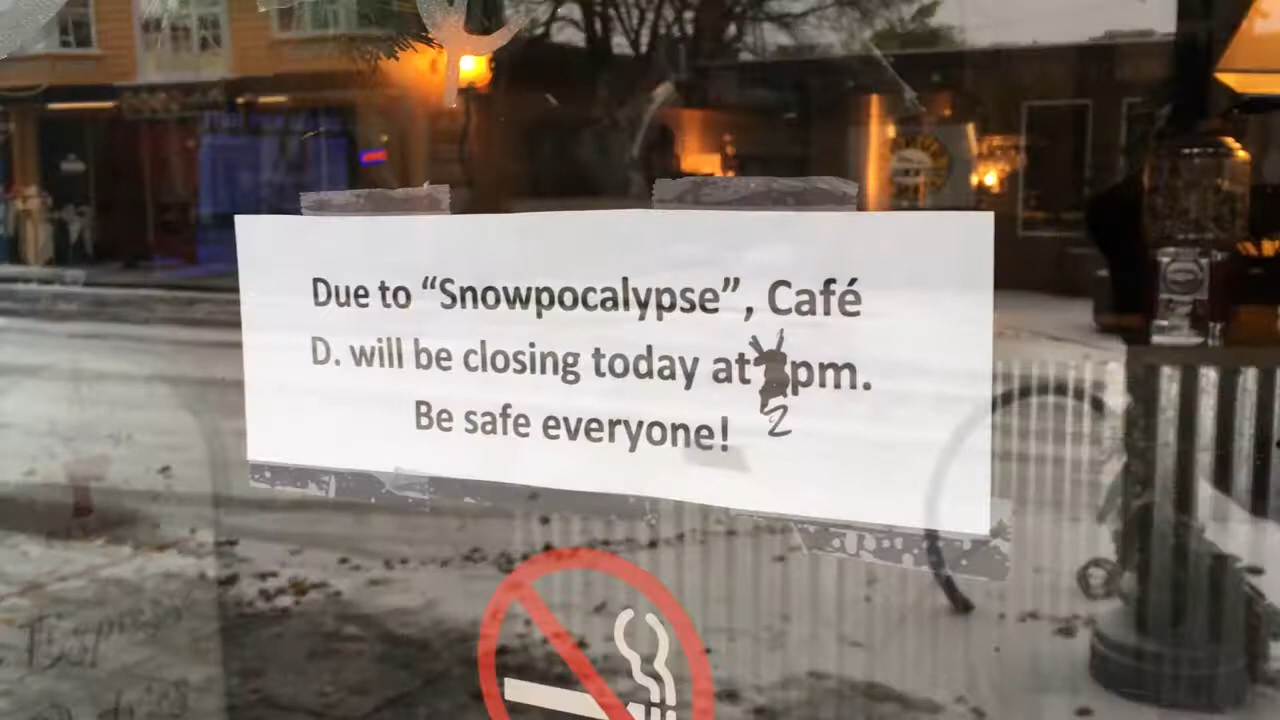 Due to “Snowpocalypse”, Café
D. will be closing today at pm.
2
Be safe everyone!